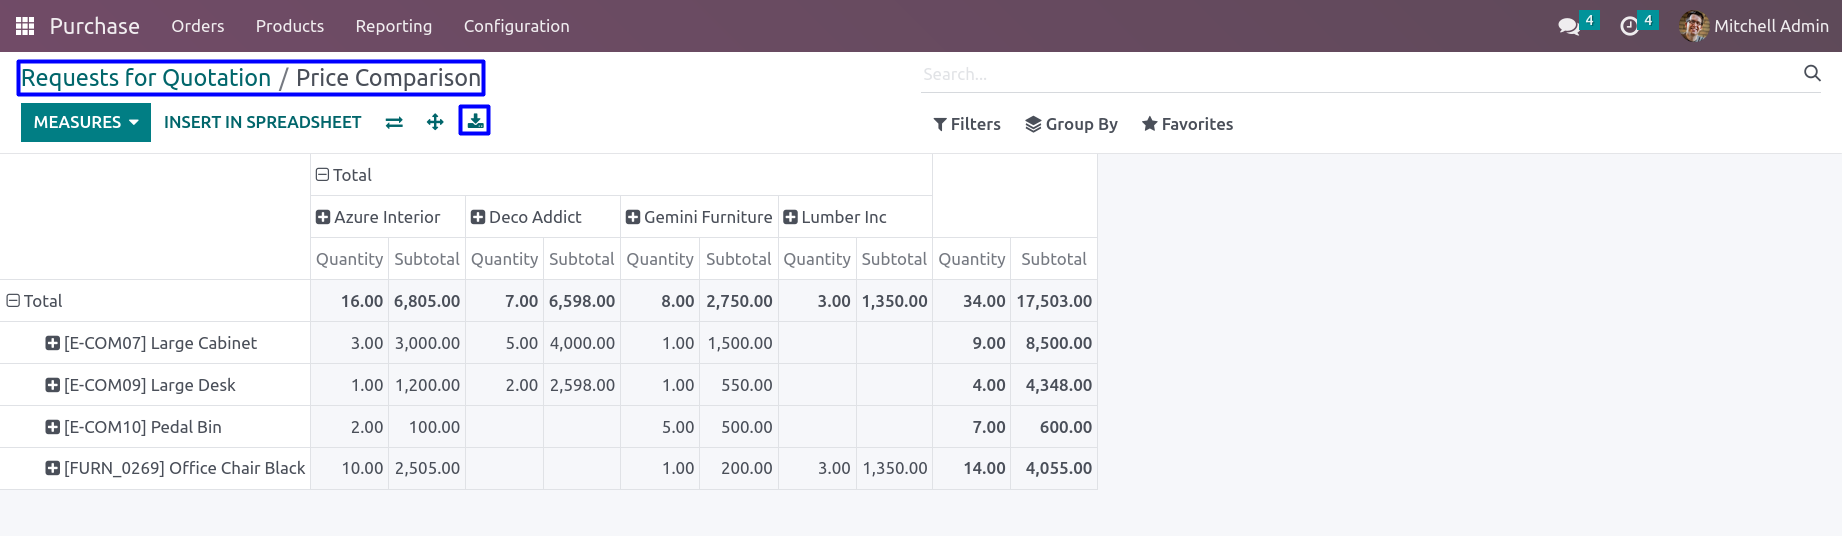 Purchase Orders Products Reporting Configuration 4 4 Mitchell Admin
Requests for Quotation / Price Comparison Search...
MEASURES INSERT IN SPREADSHEET Filters Group By Favorites
Total
Azure Interior Deco Addict Gemini Furniture Lumber Inc
Quantity Subtotal Quantity Subtotal Quantity Subtotal Quantity Subtotal Quantity Subtotal
Total 16.00 6,805.00 7.00 6,598.00 8.00 2,750.00 3.00 1,350.00 34.00 17,503.00
[E-COM07] Large Cabinet 3.00 3,000.00 5.00 4,000.00 1.00 1,500.00 9.00 8,500.00
[E-COM09] Large Desk 1.00 1,200.00 2.00 2,598.00 1.00 550.00 4.00 4,348.00
[E-COM10] Pedal Bin 2.00 100.00 5.00 500.00 7.00 600.00
[FURN_0269] Office Chair Black 10.00 2,505.00 1.00 200.00 3.00 1,350.00 14.00 4,055.00